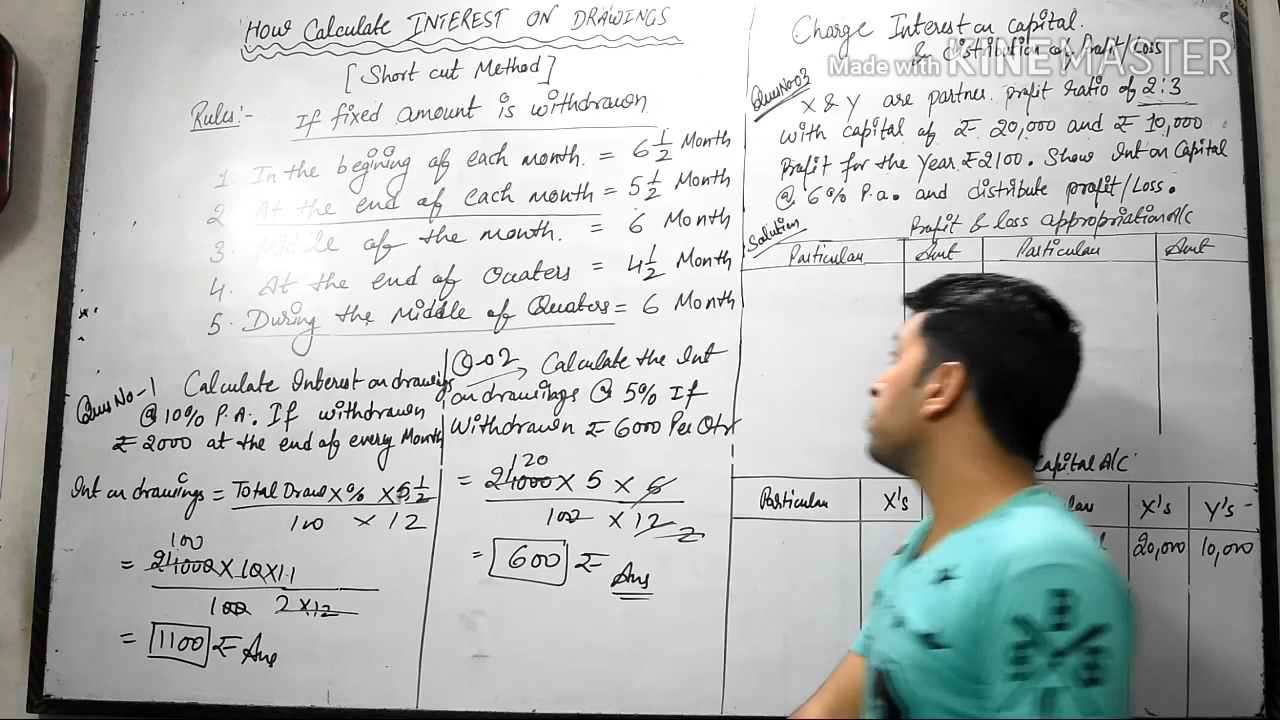 HOW Calculate INTEREST ON DRAWINGS
[Short cut Method]
Rules:- If fixed amount is withdrawn
1. In the begining of each month. = 6 1/2 Month
2. At the end of each month = 5 1/2 Month
3. Middle of the month. = 6 Month
4. At the end of Quaters = 4 1/2 Month
5. During the Middle of Quaters = 6 Month
Ques No-1 Calculate Interest on drawings
@ 10% P.A. If withdrawn
₹ 2000 at the end of every Month
Int on drawings = Total Draw x % x 5 1/2
100 x 12
100
= 24000 x 10 x 11
100 2 x 12
= 1100 ₹ Ans
Q-02 Calculate the Int
on drawings @ 5% If
Withdrawn ₹ 6000 Per Qtr
120
= 24000 x 5 x 6
100 x 12 2
= 600 ₹ Ans
Charge Interest on capital.
& distribution of Profit/Loss
Made with KINEMASTER
Ques No 03
X & Y are partner profit ratio of 2:3
with capital of ₹ 20,000 and ₹ 10,000
Profit for the Year ₹2100. Show Int on Capital
@ 6% P.a. and distribute profit/Loss.
Solution
Profit & loss appropriation A/C
Particular Amt Particular Amt
Capital A/C
Particular X's X's Y's
20,000 10,000